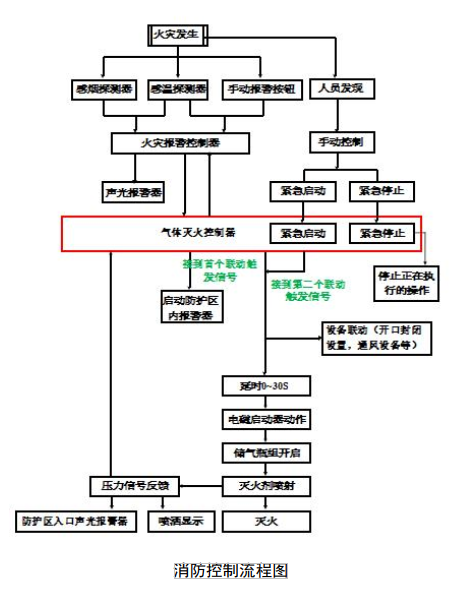 火灾发生
感烟探测器
感温探测器
手动报警按钮
人员发现
火灾报警控制器
手动控制
声光报警器
紧急启动
紧急停止
气体灭火控制器
紧急启动
紧急停止
接到首个联动触
发信号
接到第二个联动
触发信号
停止正在执
行的操作
启动防护区
内报警器
设备联动（开口封闭
设置，通风设备等）
延时0~30S
电磁启动器动作
储气瓶组开启
压力信号反馈
灭火剂喷射
防护区入口声光报警器
喷洒显示
灭火
消防控制流程图